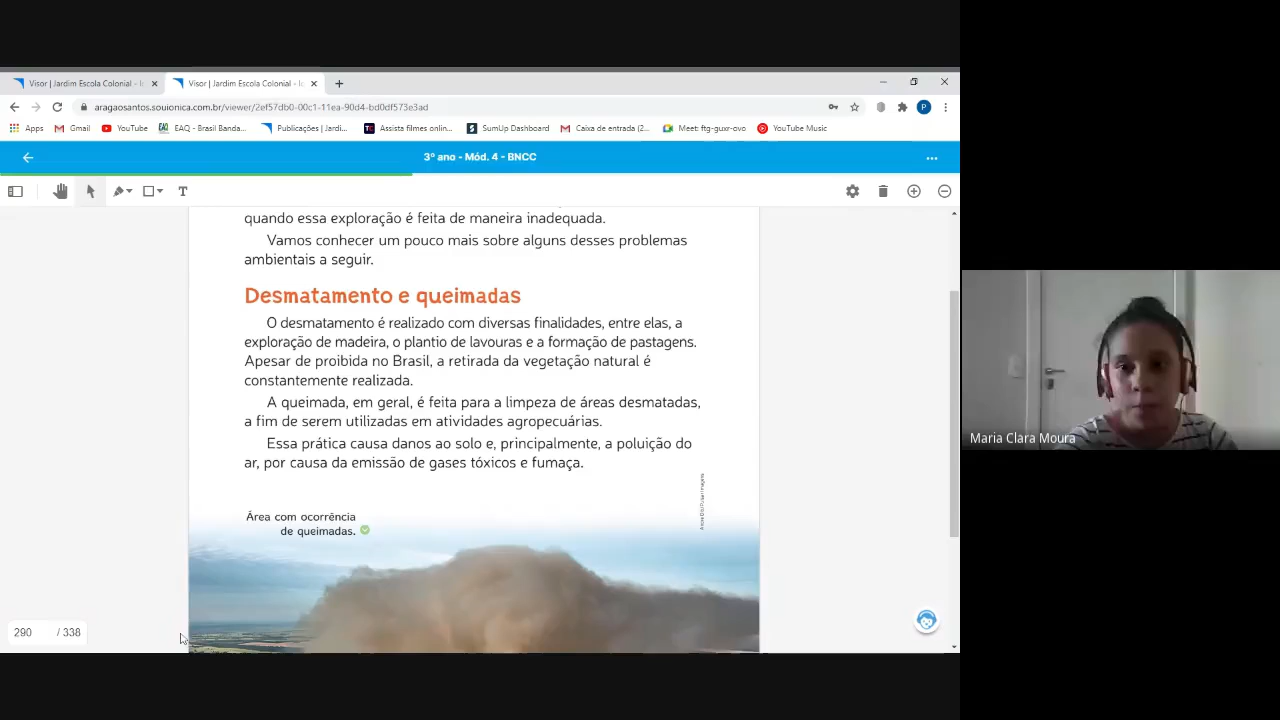 Visor | Jardim Escola Colonial - Ic
Visor | Jardim Escola Colonial - Ic
aragaosantos.souionica.com.br/viewer/2ef57db0-00c1-11ea-90d4-bd0df573e3ad
P
Apps
Gmail
YouTube
EAQ - Brasil Banda...
Publicações | Jardi...
Assista filmes onlin...
SumUp Dashboard
Caixa de entrada (2...
Meet: ftg-guxr-ovo
YouTube Music
3º ano - Mód. 4 - BNCC
T
quando essa exploração é feita de maneira inadequada.
Vamos conhecer um pouco mais sobre alguns desses problemas
ambientais a seguir.
Desmatamento e queimadas
O desmatamento é realizado com diversas finalidades, entre elas, a
exploração de madeira, o plantio de lavouras e a formação de pastagens.
Apesar de proibida no Brasil, a retirada da vegetação natural é
constantemente realizada.
A queimada, em geral, é feita para a limpeza de áreas desmatadas,
a fim de serem utilizadas em atividades agropecuárias.
Essa prática causa danos ao solo e, principalmente, a poluição do
ar, por causa da emissão de gases tóxicos e fumaça.
Área com ocorrência
de queimadas.
290 / 338
Maria Clara Moura